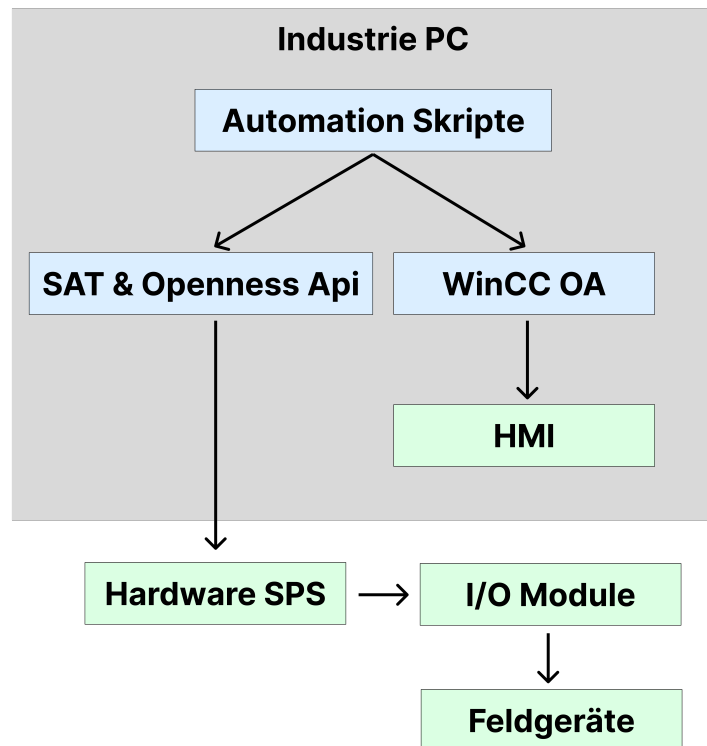 Industrie PC
Automation Skripte
SAT & Openness Api
WinCC OA
HMI
Hardware SPS
I/O Module
Feldgeräte